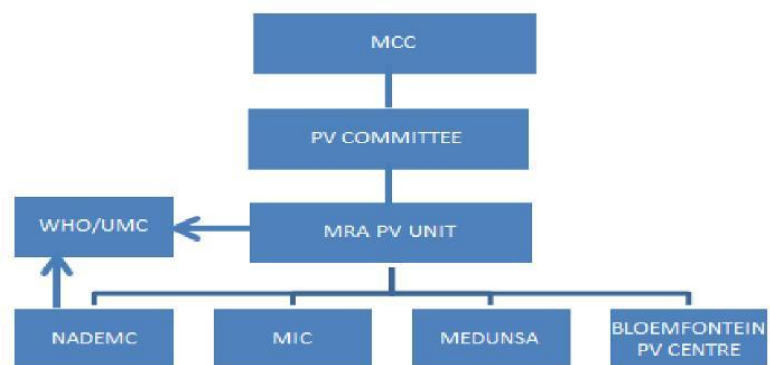 MCC
PV COMMITTEE
WHO/UMC
MRA PV UNIT
NADEMC
MIC
MEDUNSA
BLOEMFONTEIN
PV CENTRE